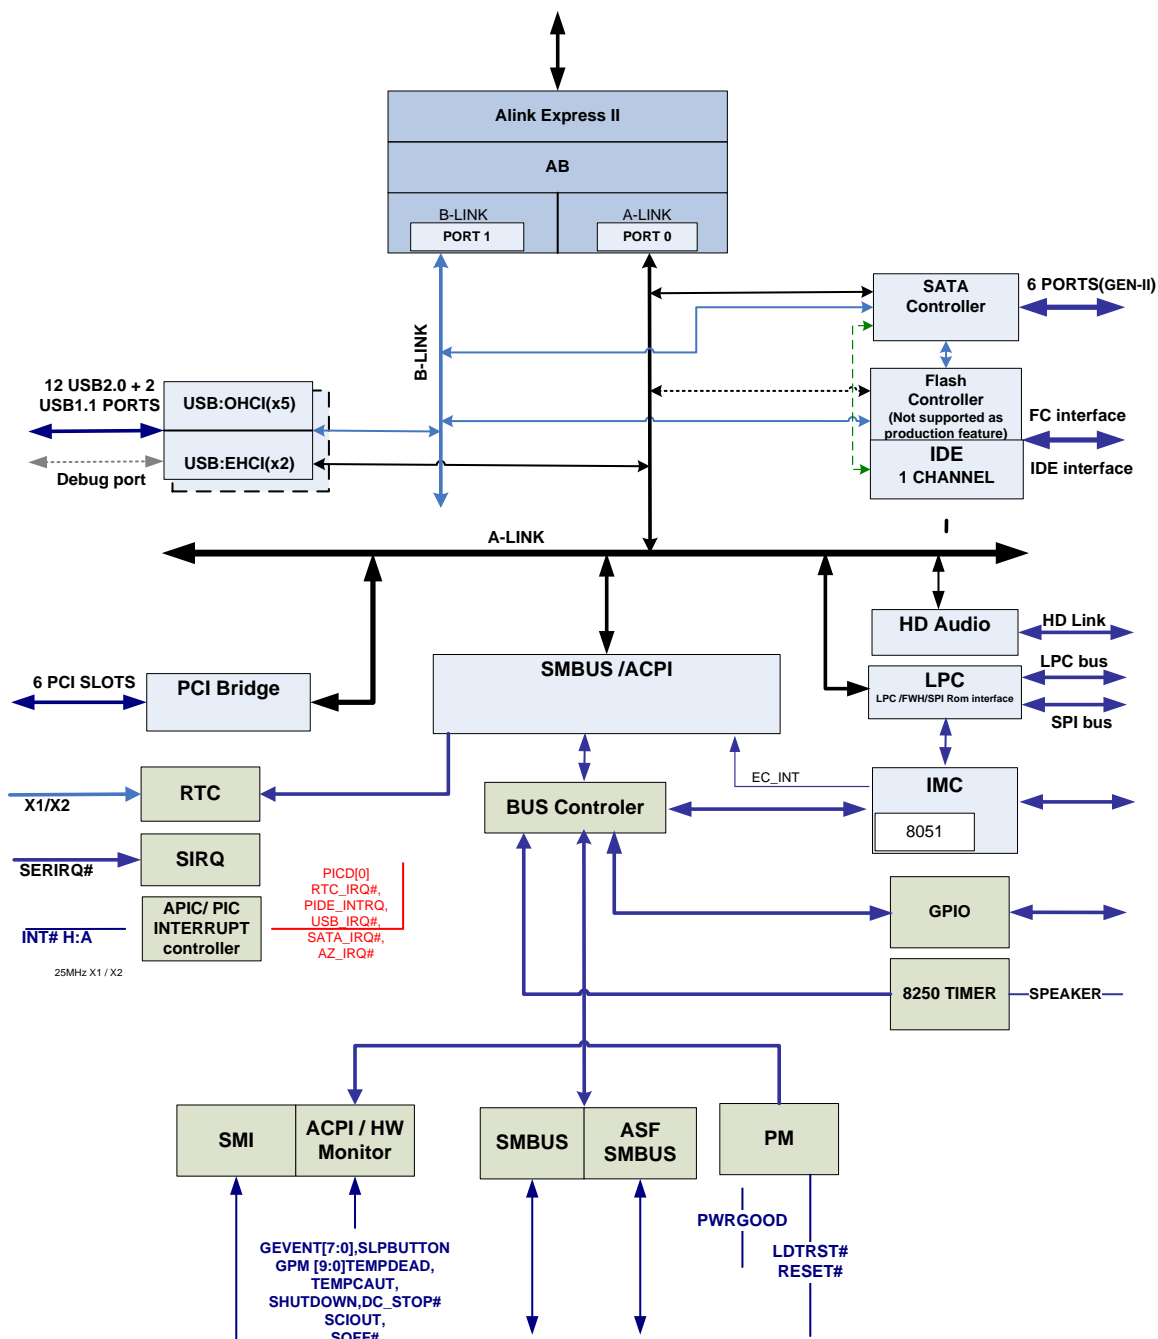 Alink Express II
AB
B-LINK
PORT 1
A-LINK
PORT 0
B-LINK
SATA
Controller
6 PORTS(GEN-II)
Flash
Controller
(Not supported as
production feature)
FC interface
IDE
1 CHANNEL
IDE interface
12 USB2.0 + 2
USB1.1 PORTS
USB:OHCI(x5)
USB:EHCI(x2)
Debug port
A-LINK
HD Audio
HD Link
6 PCI SLOTS
PCI Bridge
SMBUS /ACPI
LPC
LPC /FWH/SPI Rom interface
LPC bus
SPI bus
EC_INT
X1/X2
RTC
BUS Controler
IMC
8051
SERIRQ#
SIRQ
INT# H:A
APIC/ PIC
INTERRUPT
controller
PICD[0]
RTC_IRQ#,
PIDE_INTRQ,
USB_IRQ#,
SATA_IRQ#,
AZ_IRQ#
25MHz X1 / X2
GPIO
8250 TIMER
SPEAKER
SMI
ACPI / HW
Monitor
SMBUS
ASF
SMBUS
PM
PWRGOOD
LDTRST#
RESET#
GEVENT[7:0],SLPBUTTON
GPM [9:0]TEMPDEAD,
TEMPCAUT,
SHUTDOWN,DC_STOP#
SCIOUT,